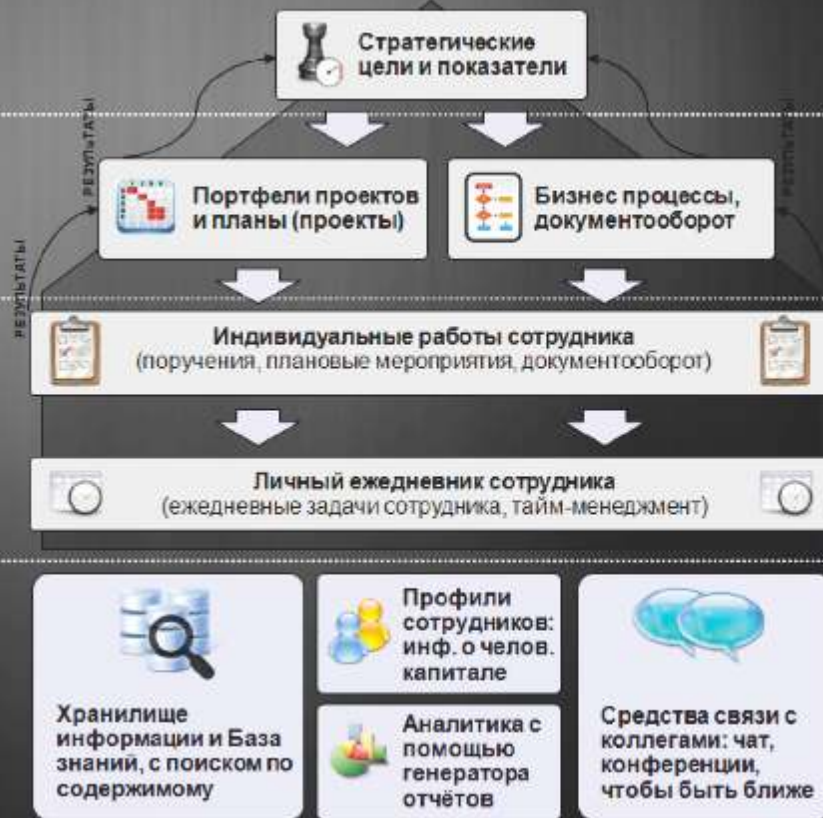 Стратегические
цели и показатели
РЕЗУЛЬТАТЫ
РЕЗУЛЬТАТЫ
Портфели проектов
и планы (проекты)
Бизнес процессы,
документооборот
РЕЗУЛЬТАТЫ
Индивидуальные работы сотрудника
(поручения, плановые мероприятия, документооборот)
Личный ежедневник сотрудника
(ежедневные задачи сотрудника, тайм-менеджмент)
Хранилище
информации и База
знаний, с поиском по
содержимому
Профили
сотрудников:
инф. о челов.
капитале
Аналитика с
помощью
генератора
отчётов
Средства связи с
коллегами: чат,
конференции,
чтобы быть ближе